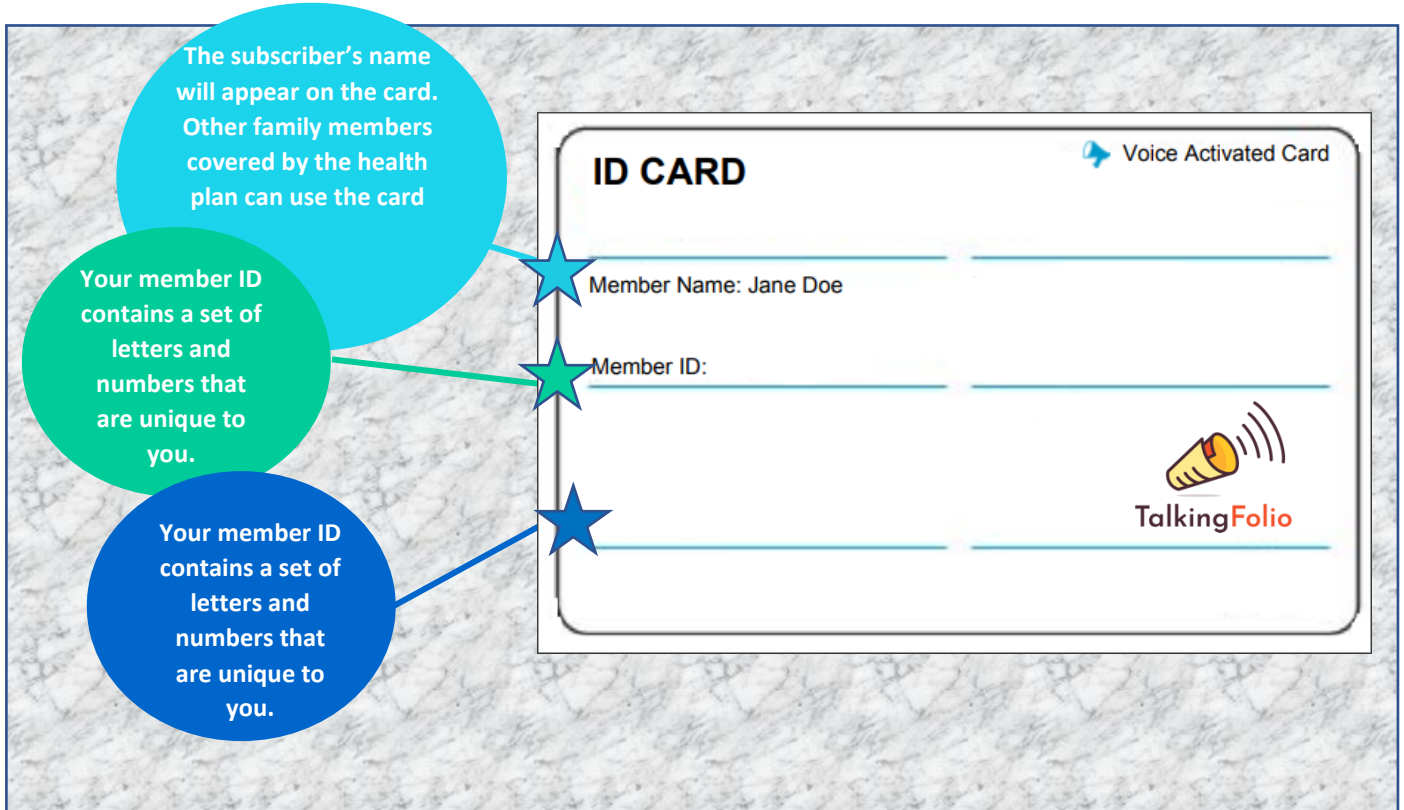 The subscriber’s name
will appear on the card.
Other family members
covered by the health
plan can use the card
Your member ID
contains a set of
letters and
numbers that
are unique to
you.
Your member ID
contains a set of
letters and
numbers that
are unique to
you.
ID CARD
Voice Activated Card
Member Name: Jane Doe
Member ID:
TalkingFolio